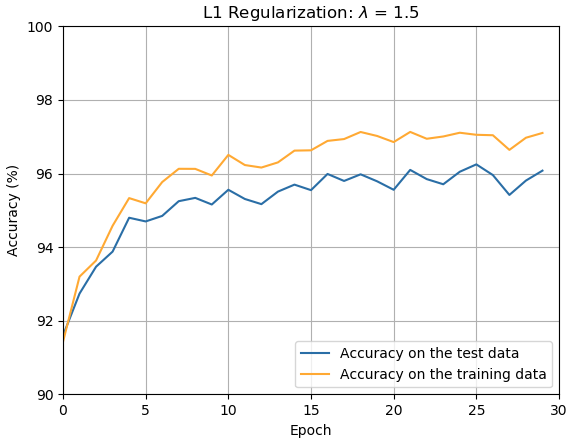 L1 Regularization: λ = 1.5
Accuracy (%)
100
98
96
94
92
90
0 5 10 15 20 25 30
Epoch
Accuracy on the test data
Accuracy on the training data